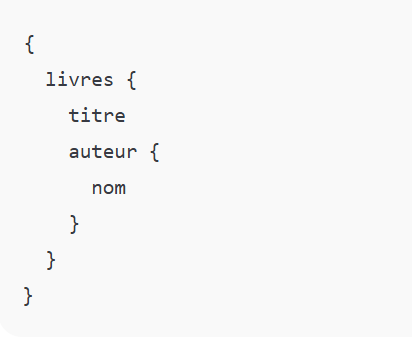 {
  livres {
    titre
    auteur {
      nom
    }
  }
}